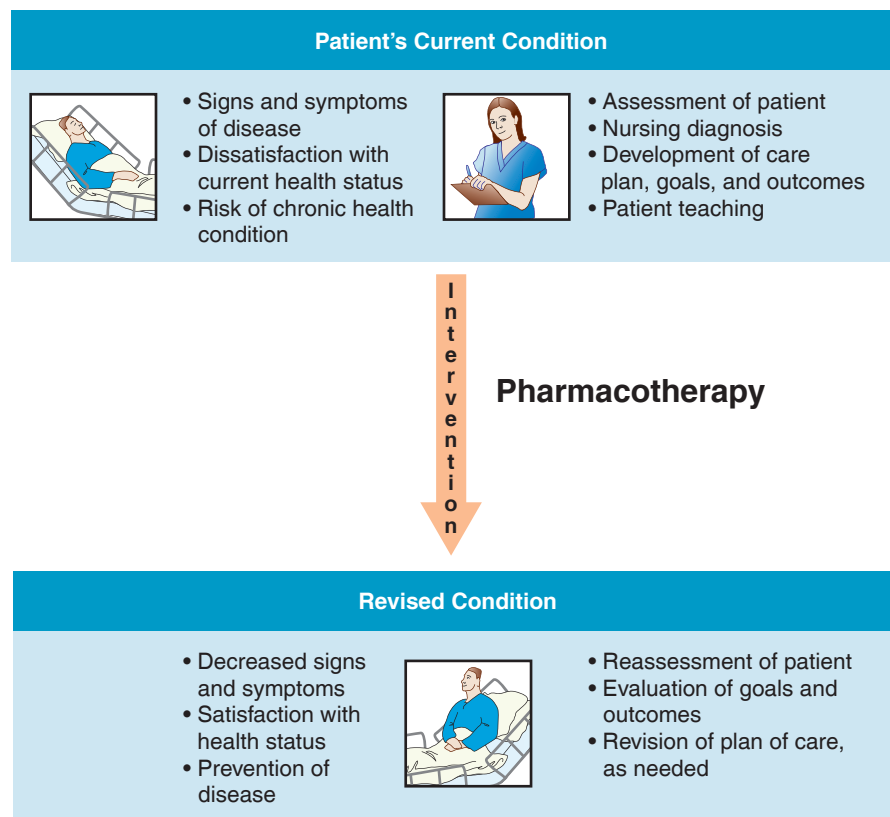 Patient's Current Condition
• Signs and symptoms
of disease
• Dissatisfaction with
current health status
• Risk of chronic health
condition
• Assessment of patient
• Nursing diagnosis
• Development of care
plan, goals, and outcomes
• Patient teaching
Intervention
Pharmacotherapy
Revised Condition
• Decreased signs
and symptoms
• Satisfaction with
health status
• Prevention of
disease
• Reassessment of patient
• Evaluation of goals and
outcomes
• Revision of plan of care,
as needed